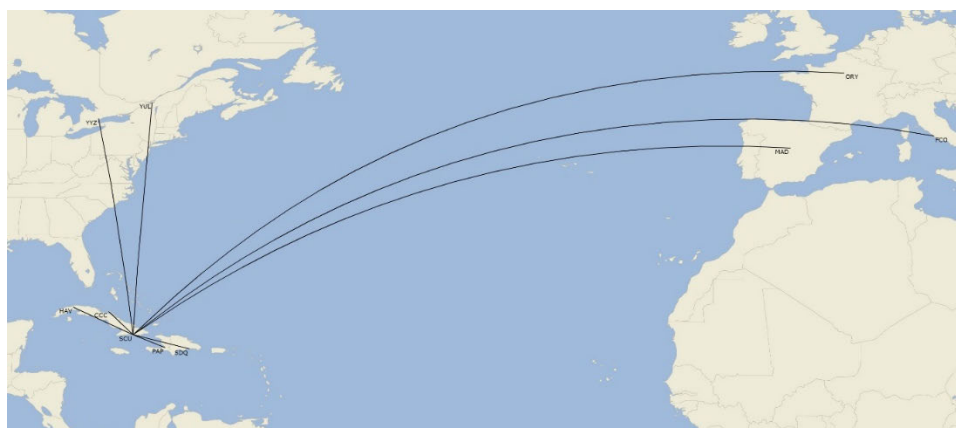 ORY
YUL
YYZ
FCO
MAD
HAV
CCC
SCU
PAP
SDQ